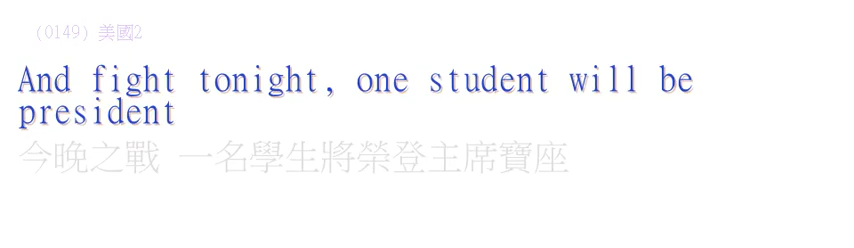 (0149) 美國2
And fight tonight, one student will be
president
今晚之戰 一名學生將榮登主席寶座